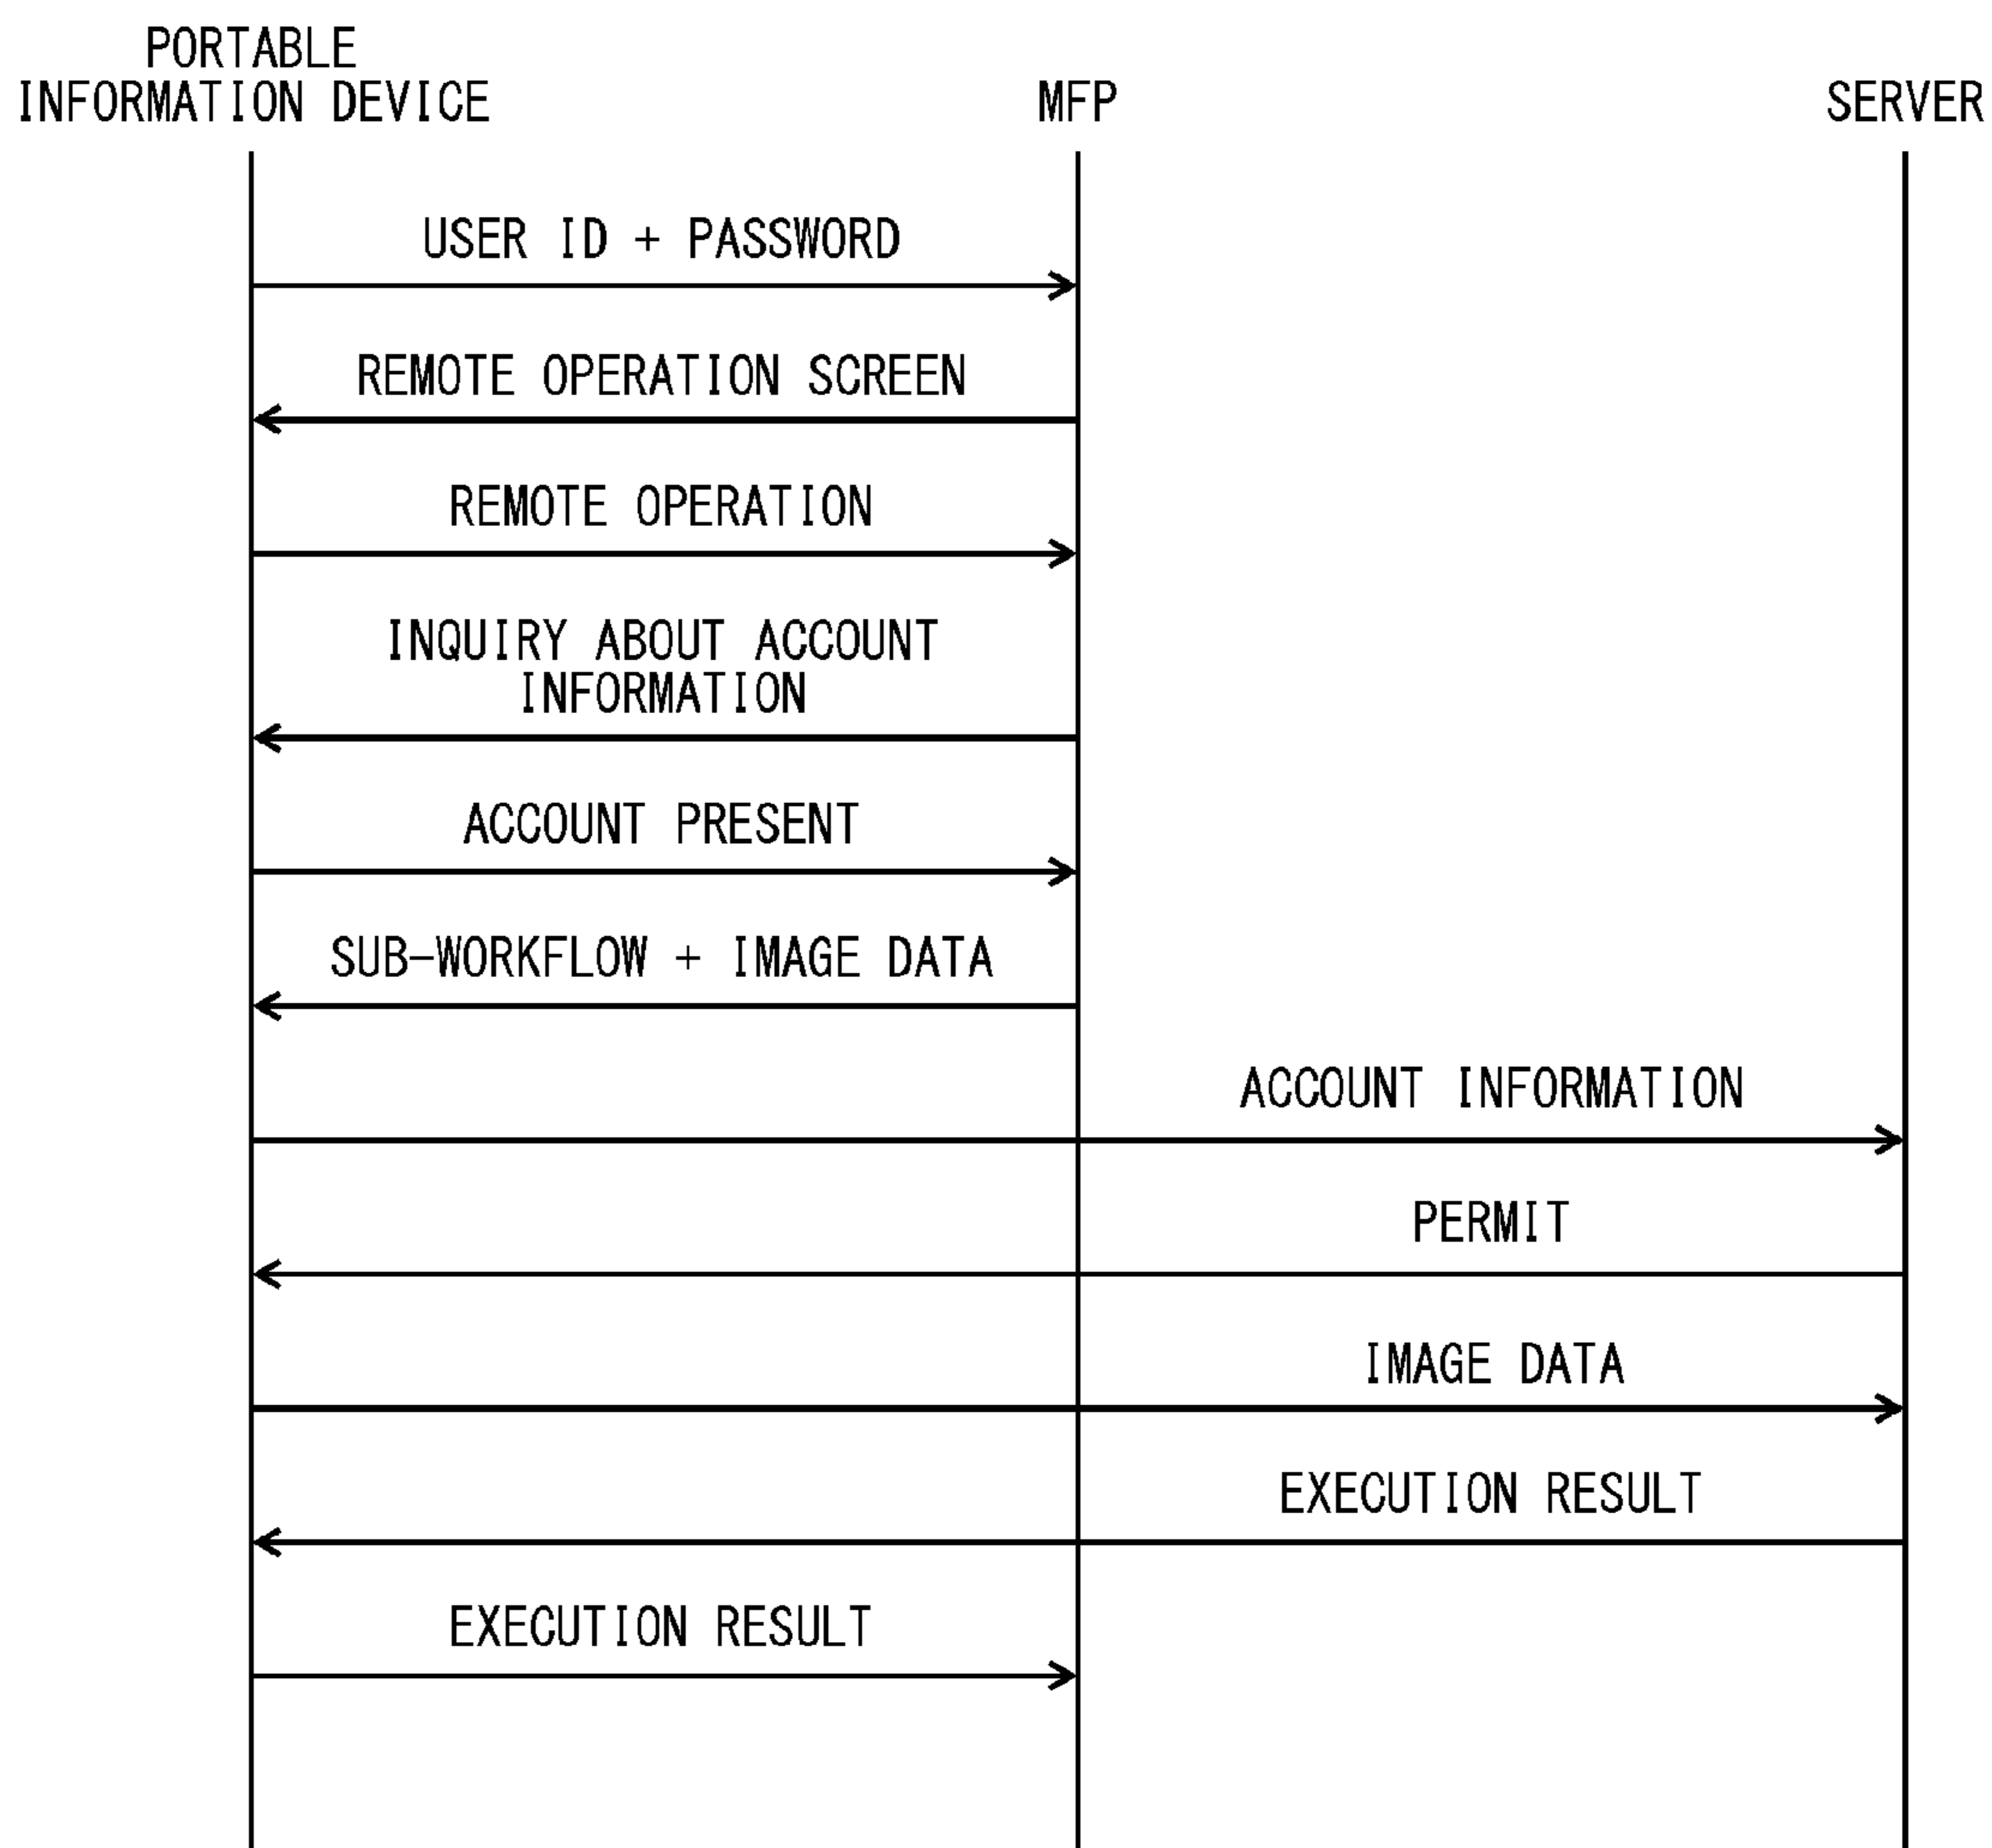 PORTABLE
INFORMATION DEVICE
MFP
SERVER
USER ID + PASSWORD
REMOTE OPERATION SCREEN
REMOTE OPERATION
INQUIRY ABOUT ACCOUNT
INFORMATION
ACCOUNT PRESENT
SUB-WORKFLOW + IMAGE DATA
ACCOUNT INFORMATION
PERMIT
IMAGE DATA
EXECUTION RESULT
EXECUTION RESULT